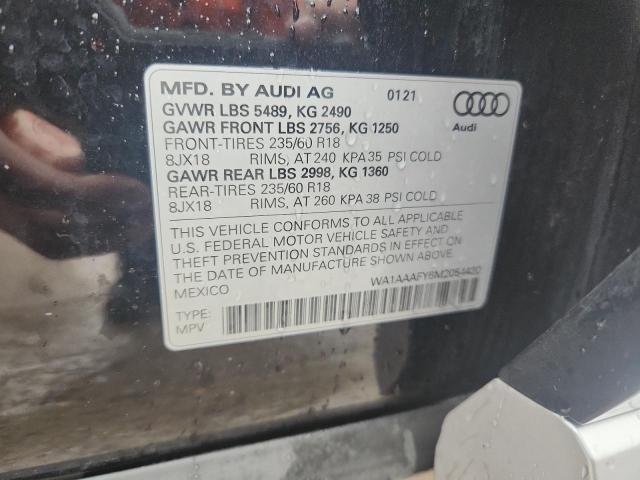 MFD. BY AUDI AG 0121
GVWR LBS 5489, KG 2490
GAWR FRONT LBS 2756, KG 1250
FRONT-TIRES 235/60 R18
8JX18 RIMS, AT 240 KPA 35 PSI COLD
GAWR REAR LBS 2998, KG 1360
REAR-TIRES 235/60 R18
8JX18 RIMS, AT 260 KPA 38 PSI COLD
Audi
THIS VEHICLE CONFORMS TO ALL APPLICABLE
U.S. FEDERAL MOTOR VEHICLE SAFETY AND
THEFT PREVENTION STANDARDS IN EFFECT ON
THE DATE OF MANUFACTURE SHOWN ABOVE.
MEXICO
WA1AAAFY6M2054420
TYPE:
MPV